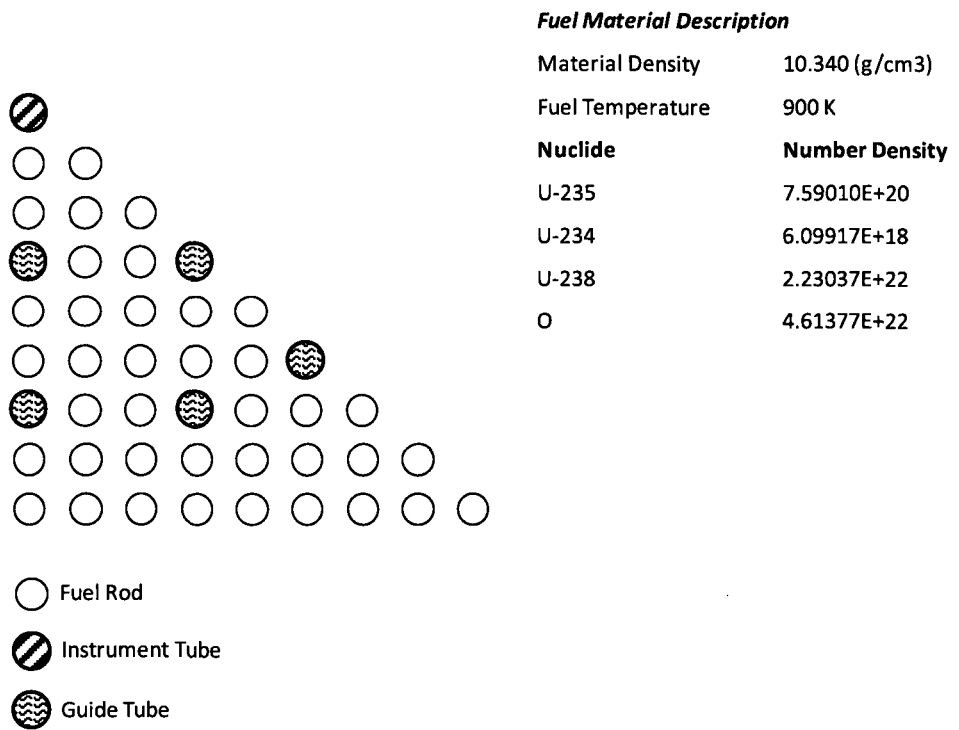 Fuel Material Description
Material Density 10.340 (g/cm3)
Fuel Temperature 900 K
Nuclide Number Density
U-235 7.59010E+20
U-234 6.09917E+18
U-238 2.23037E+22
O 4.61377E+22
Fuel Rod
Instrument Tube
Guide Tube